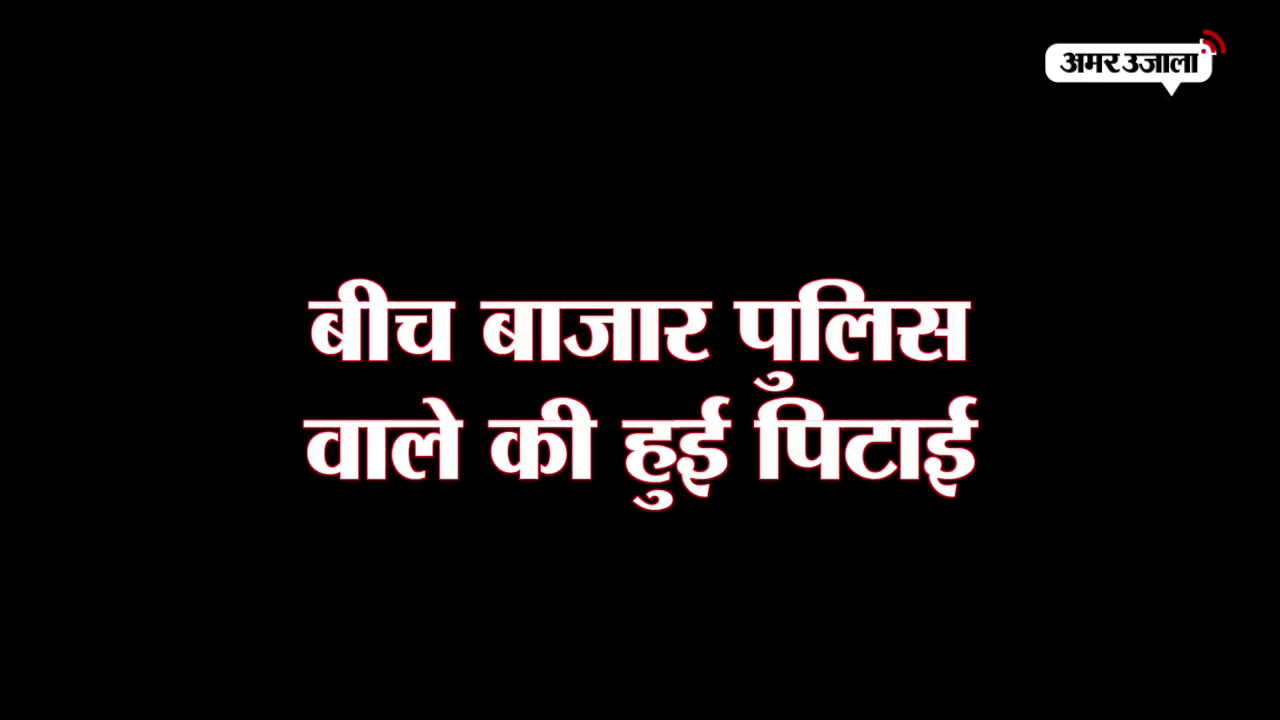 अमर उजाला
बीच बाजार पुलिस
वाले की हुई पिटाई